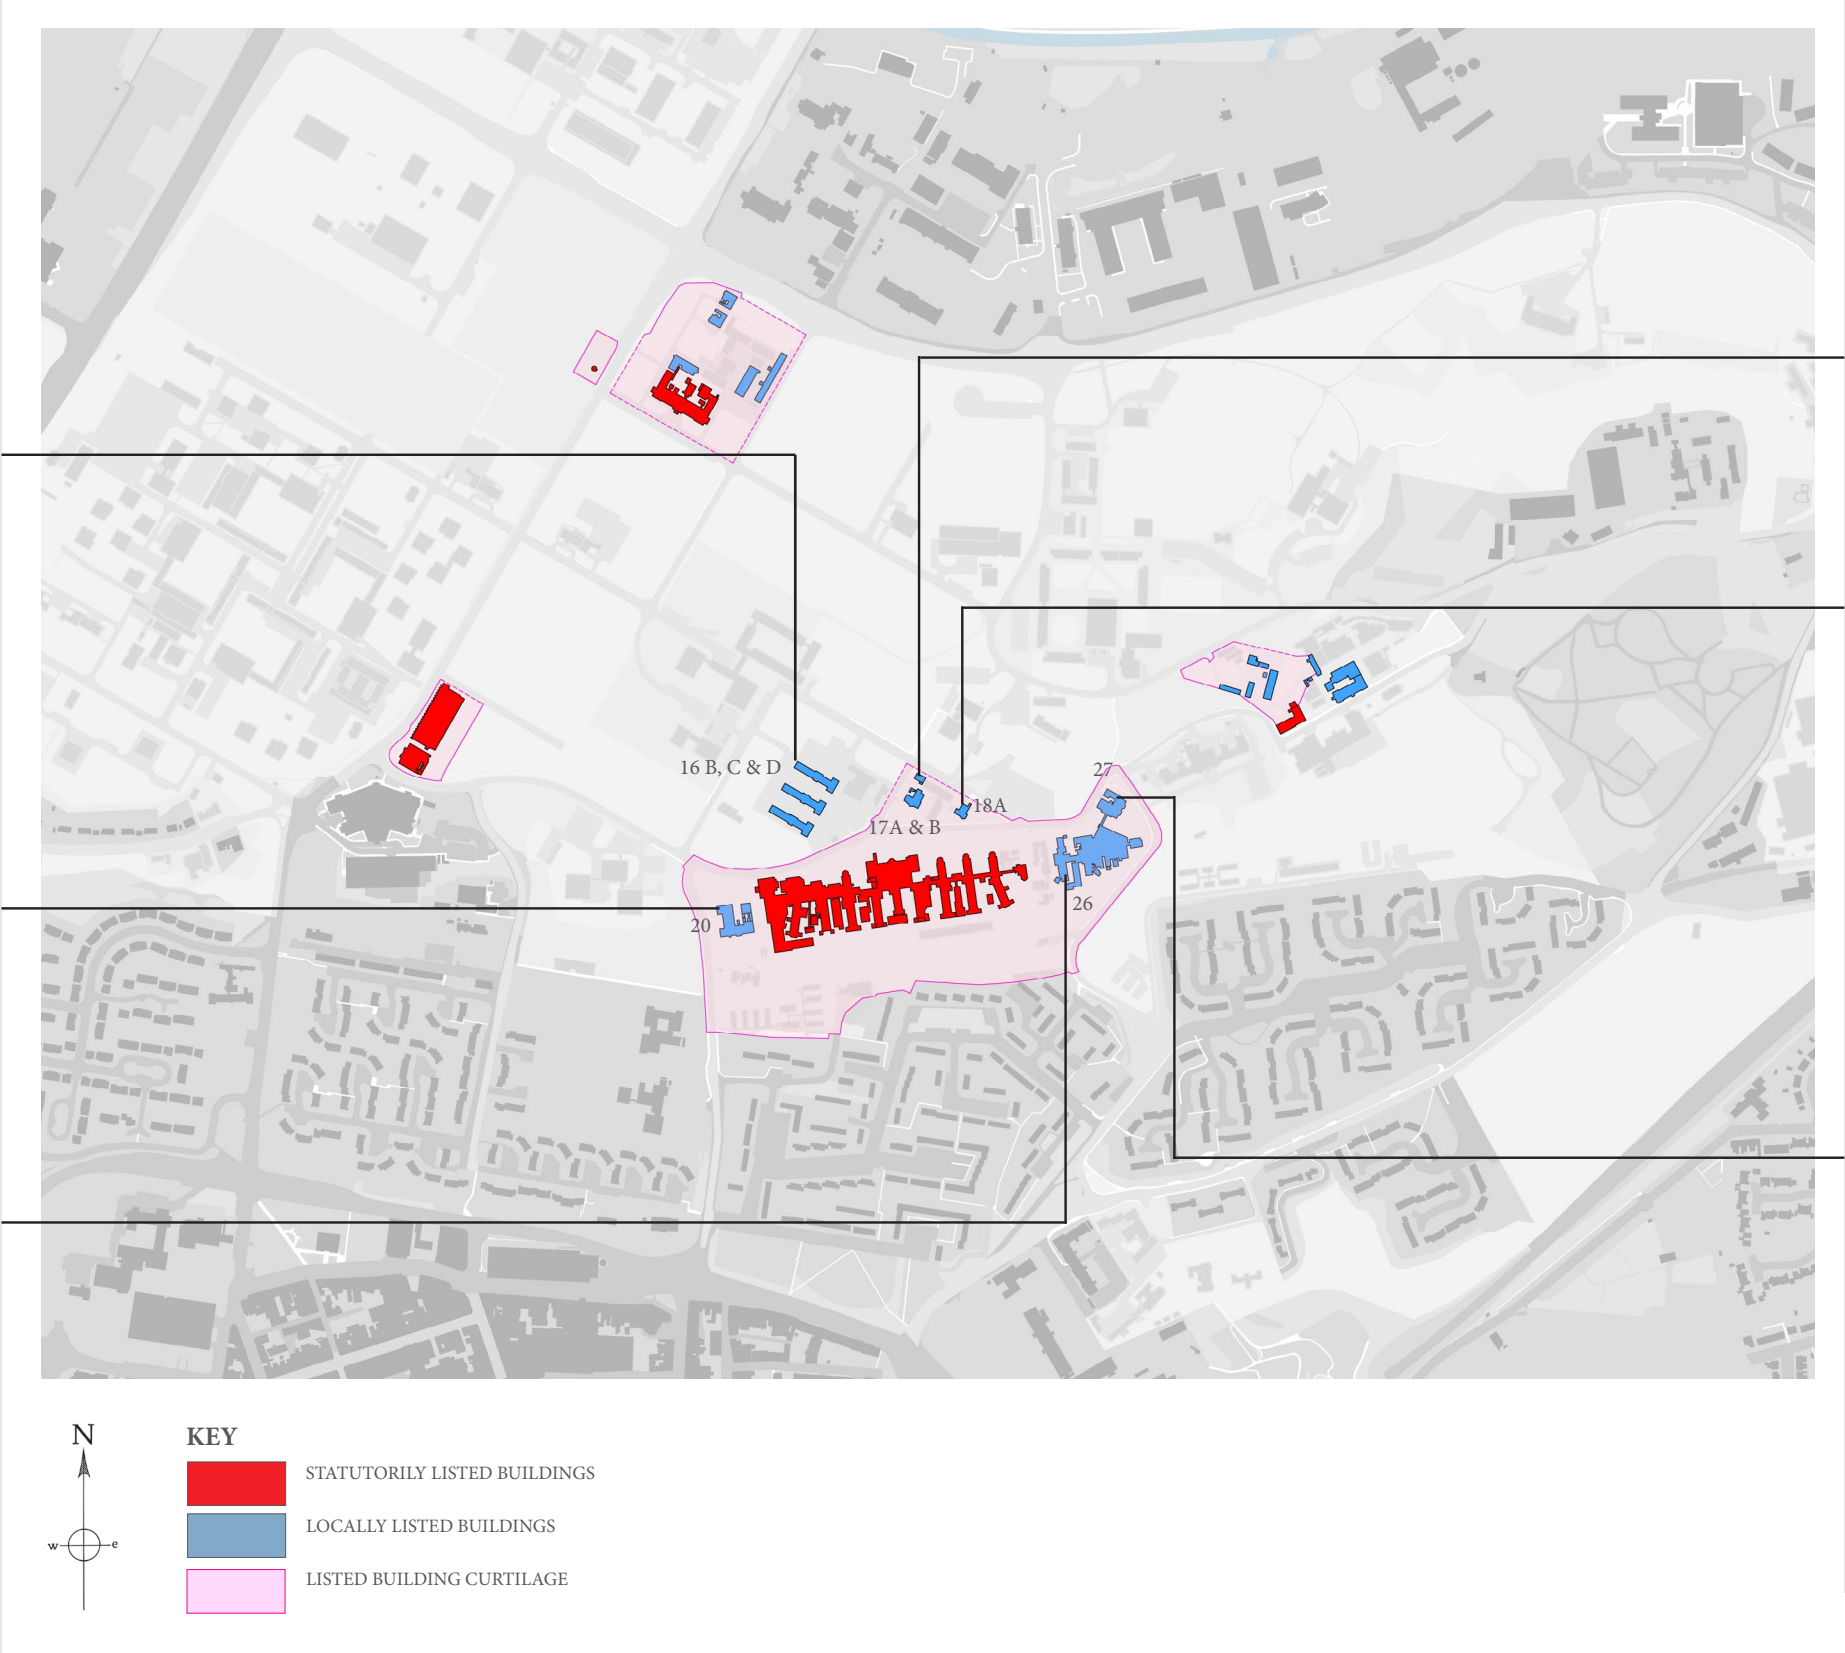 16 B, C & D
27
18A
17A & B
26
20
N
w
e
KEY
STATUTORILY LISTED BUILDINGS
LOCALLY LISTED BUILDINGS
LISTED BUILDING CURTILAGE